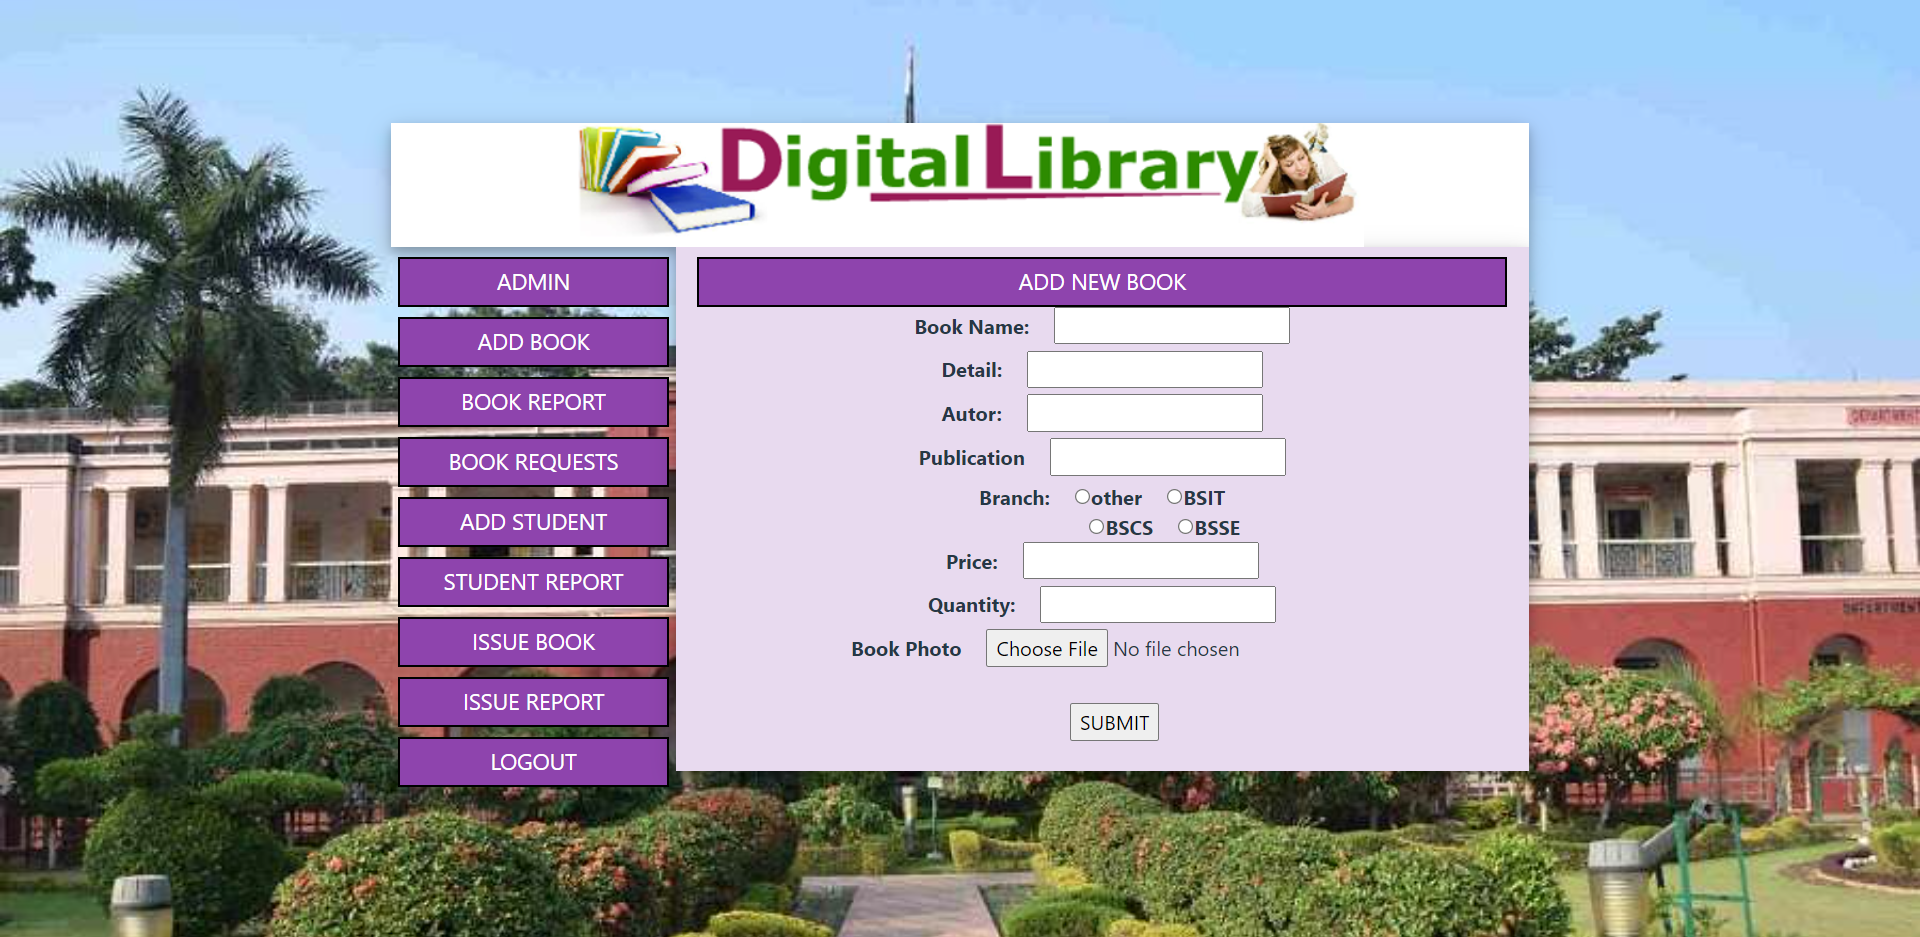 Digital Library
ADMIN
ADD BOOK
BOOK REPORT
BOOK REQUESTS
ADD STUDENT
STUDENT REPORT
ISSUE BOOK
ISSUE REPORT
LOGOUT
ADD NEW BOOK
Book Name:
Detail:
Autor:
Publication
Branch: other BSIT
BSCS BSSE
Price:
Quantity:
Book Photo Choose File No file chosen
SUBMIT
DEPARTMENT